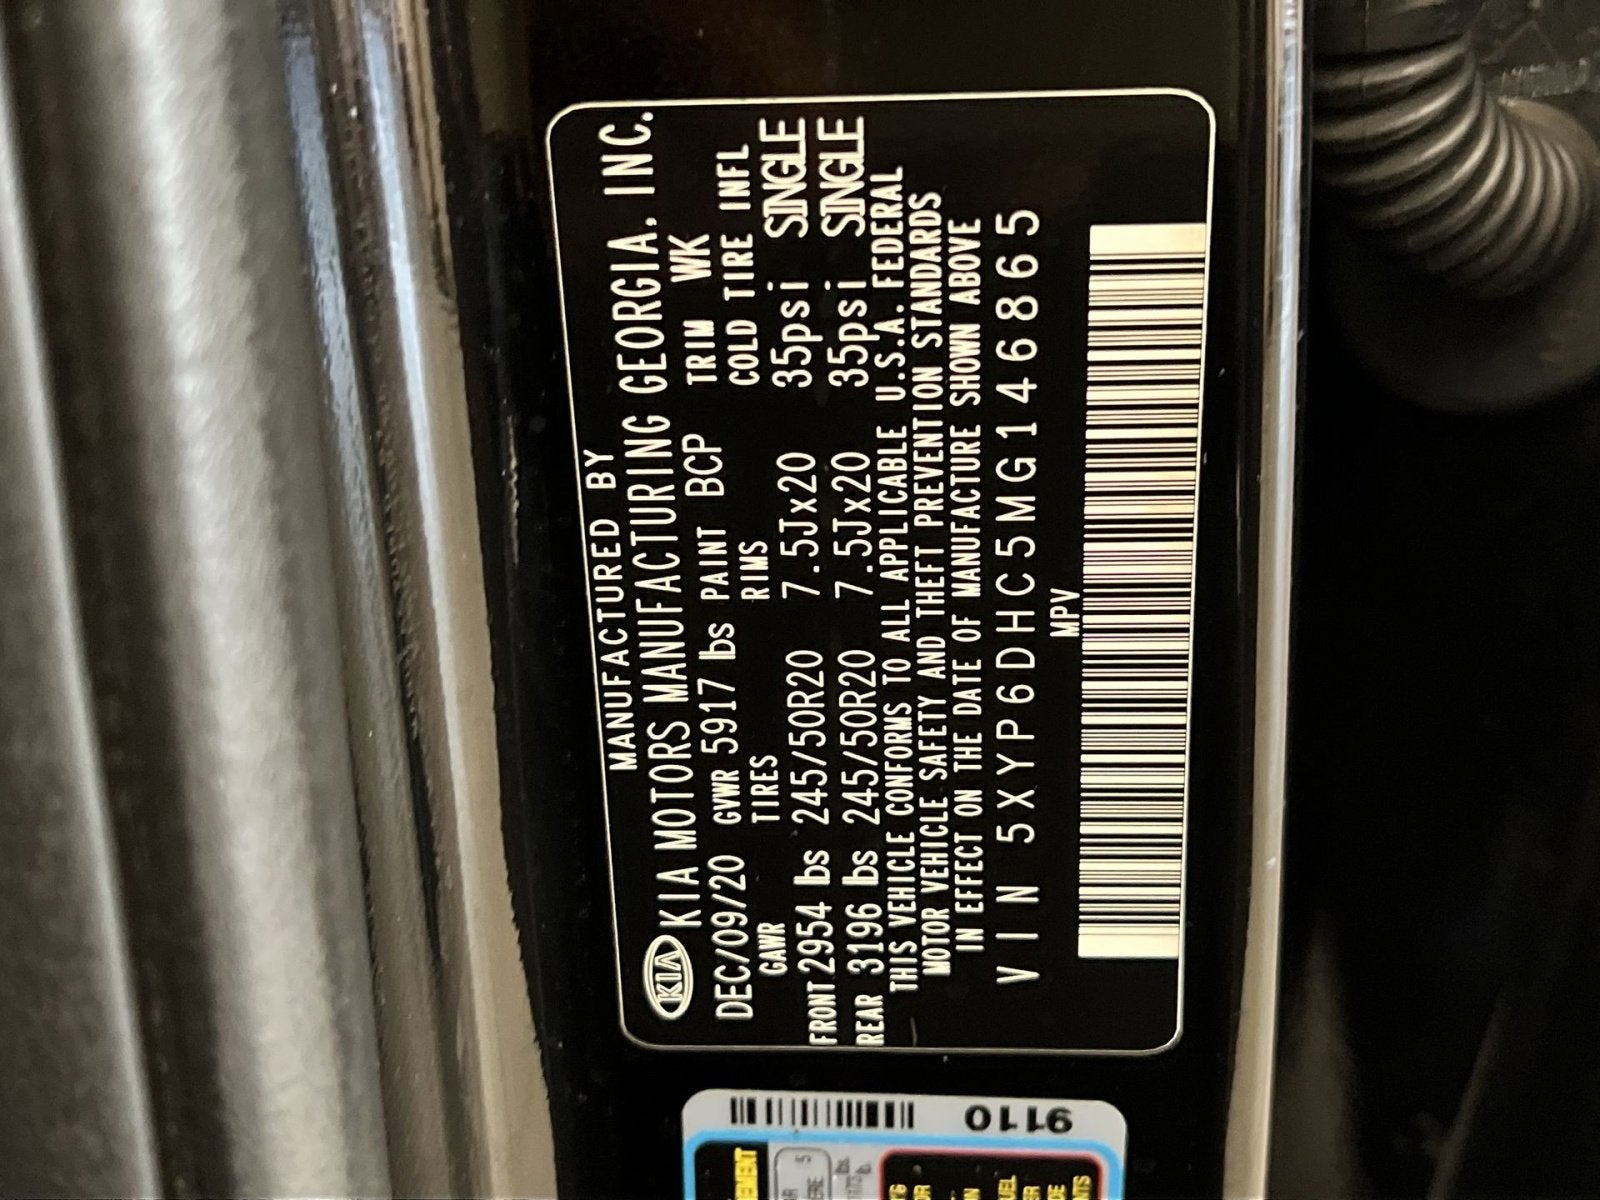 MANUFACTURED BY
KIA KIA MOTORS MANUFACTURING GEORGIA, INC.
DEC/09/20 GVWR 5917 lbs PAINT BCP TRIM WK
GAWR TIRES RIMS COLD TIRE INFL
FRONT 2954 lbs 245/50R20 7.5Jx20 35psi SINGLE
REAR 3196 lbs 245/50R20 7.5Jx20 35psi SINGLE
THIS VEHICLE CONFORMS TO ALL APPLICABLE U.S.A. FEDERAL
MOTOR VEHICLE SAFETY AND THEFT PREVENTION STANDARDS
IN EFFECT ON THE DATE OF MANUFACTURE SHOWN ABOVE
VIN 5XYP6DHC5MG146865
MPV
9110
5